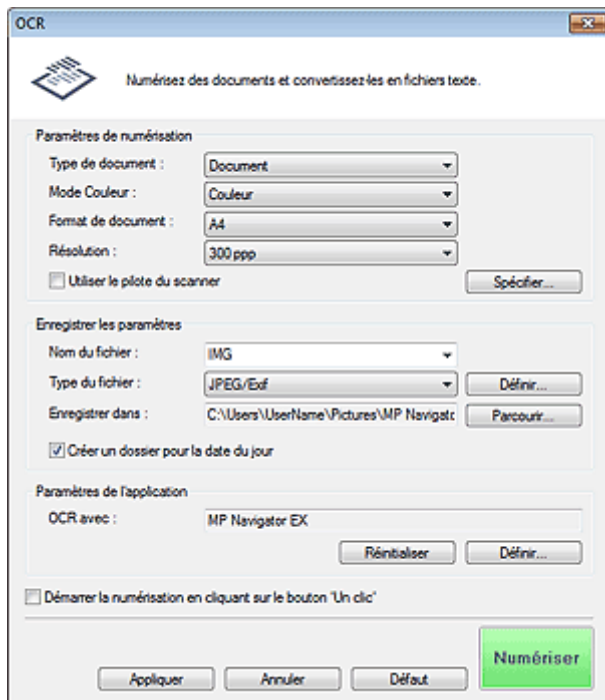 OCR
Numérisez des documents et convertissez-les en fichiers texte.
Paramètres de numérisation
Type de document : Document
Mode Couleur : Couleur
Format de document : A4
Résolution : 300 ppp
Utiliser le pilote du scanner Spécifier...
Enregistrer les paramètres
Nom du fichier : IMG
Type du fichier : JPEG/Exif Définir...
Enregistrer dans : C:\Users\UserName\Pictures\MP Navigatc Parcourir...
Créer un dossier pour la date du jour
Paramètres de l'application
OCR avec : MP Navigator EX
Réinitialiser Définir...
Démarrer la numérisation en cliquant sur le bouton 'Un clic'
Numériser
Appliquer Annuler Défaut